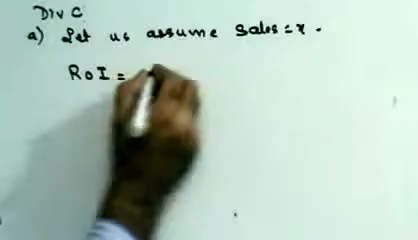 Div C
a) Let us assume Sales = x.
RoI =